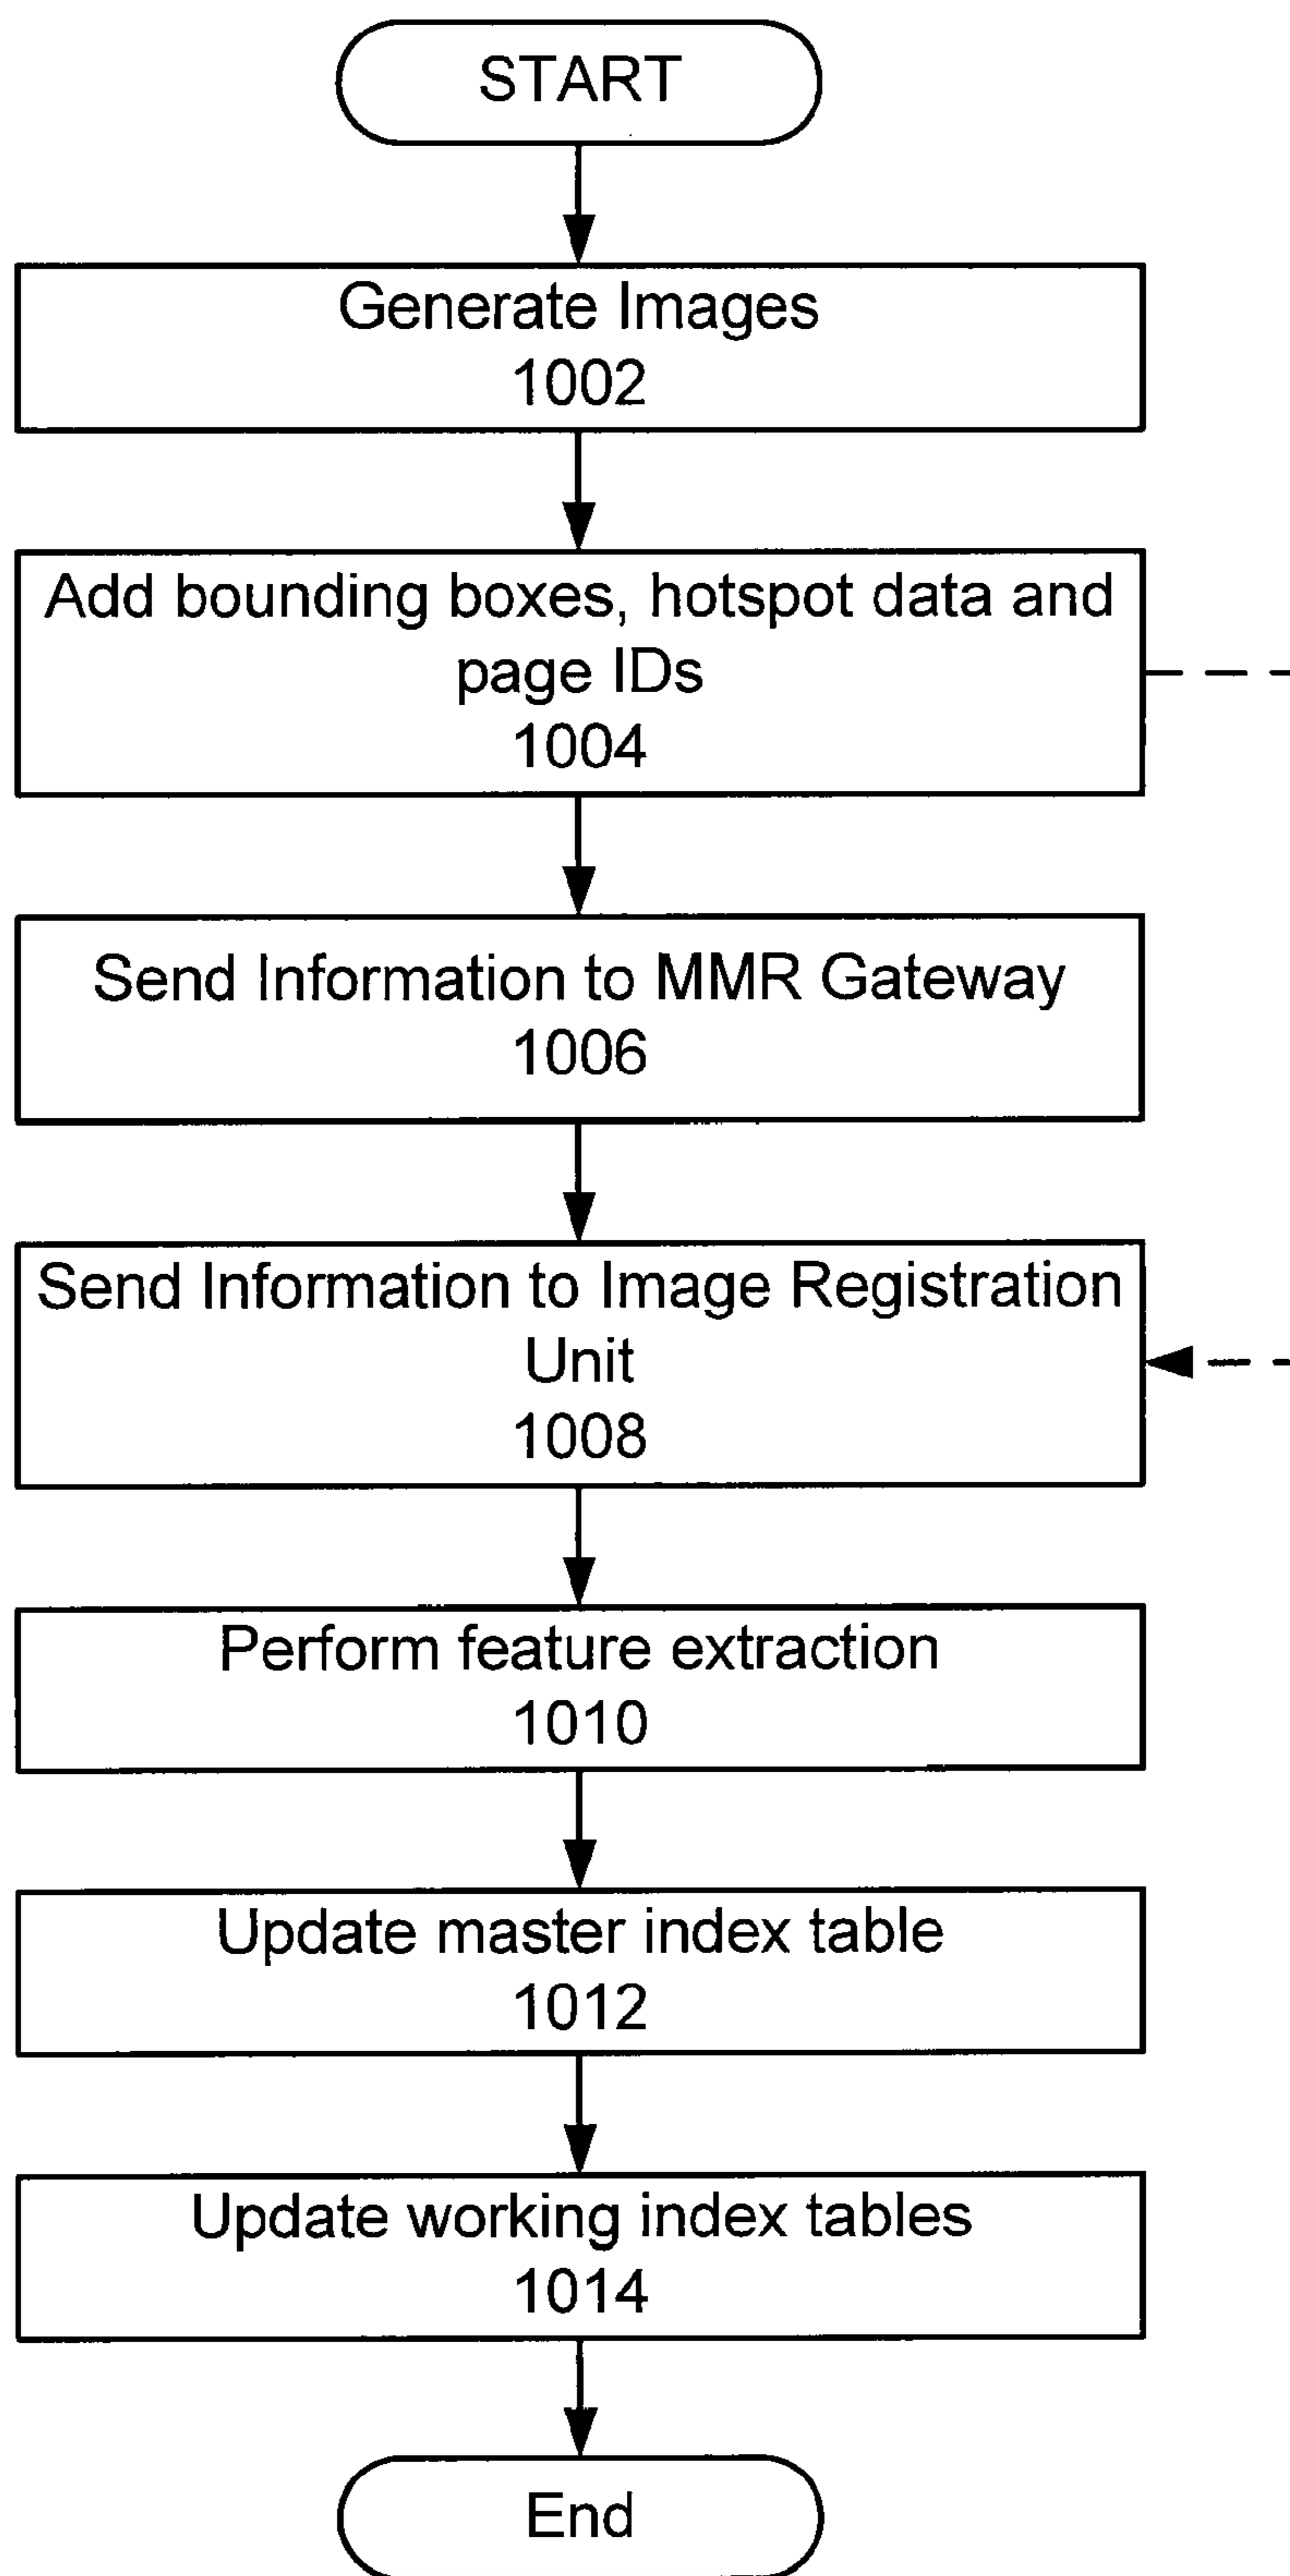 START
Generate Images
1002
Add bounding boxes, hotspot data and
page IDs
1004
Send Information to MMR Gateway
1006
Send Information to Image Registration
Unit
1008
Perform feature extraction
1010
Update master index table
1012
Update working index tables
1014
End